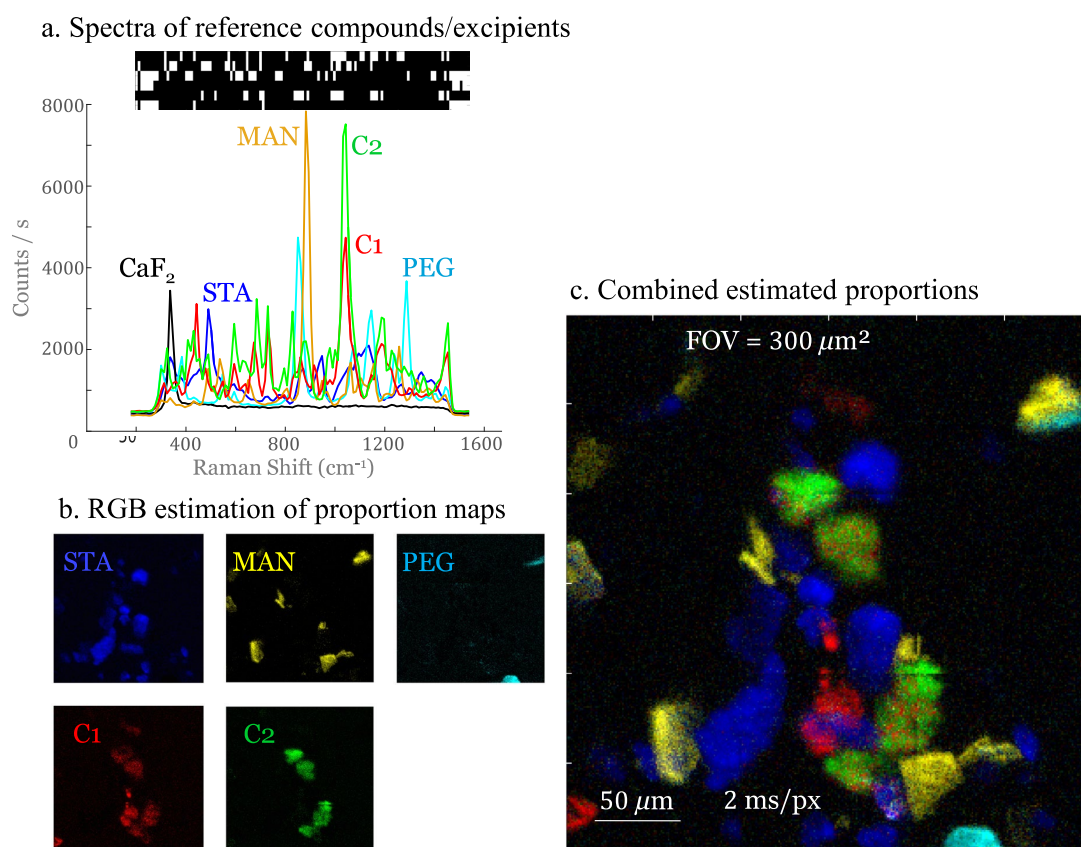 a. Spectra of reference compounds/excipients
8000
6000
4000
2000
0
Counts / s
MAN
C2
C1
CaF₂
STA
PEG
400
800
1200
1600
Raman Shift (cm⁻¹)
b. RGB estimation of proportion maps
STA
MAN
PEG
C1
C2
c. Combined estimated proportions
FOV = 300 μm²
50 μm
2 ms/px